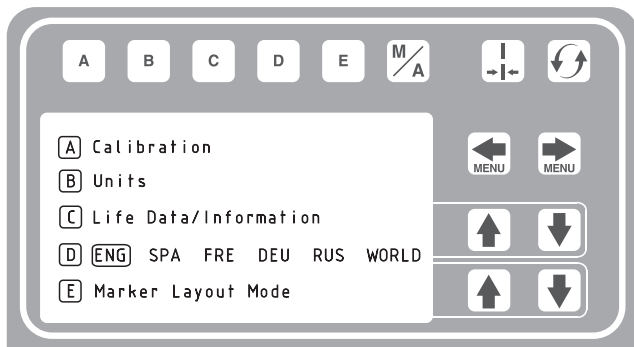 A B C D E M/A
A Calibration
B Units
C Life Data/Information
D ENG SPA FRE DEU RUS WORLD
E Marker Layout Mode
MENU MENU